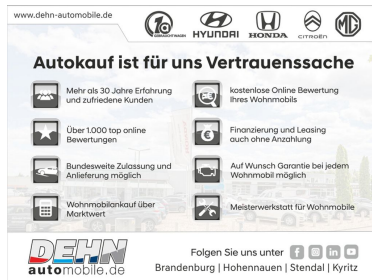 www.dehn-automobile.de
1a
GEBRAUCHTWAGEN
HYUNDAI
HONDA
CITROËN
MG
Autokauf ist für uns Vertrauenssache
Mehr als 30 Jahre Erfahrung
und zufriedene Kunden
kostenlose Online Bewertung
Ihres Wohnmobils
Über 1.000 top online
Bewertungen
Finanzierung und Leasing
auch ohne Anzahlung
Bundesweite Zulassung und
Anlieferung möglich
Auf Wunsch Garantie bei jedem
Wohnmobil möglich
Wohnmobilankauf über
Marktwert
Meisterwerkstatt für Wohnmobile
DEHN
automobile.de
Folgen Sie uns unter
Brandenburg | Hohennauen | Stendal | Kyritz